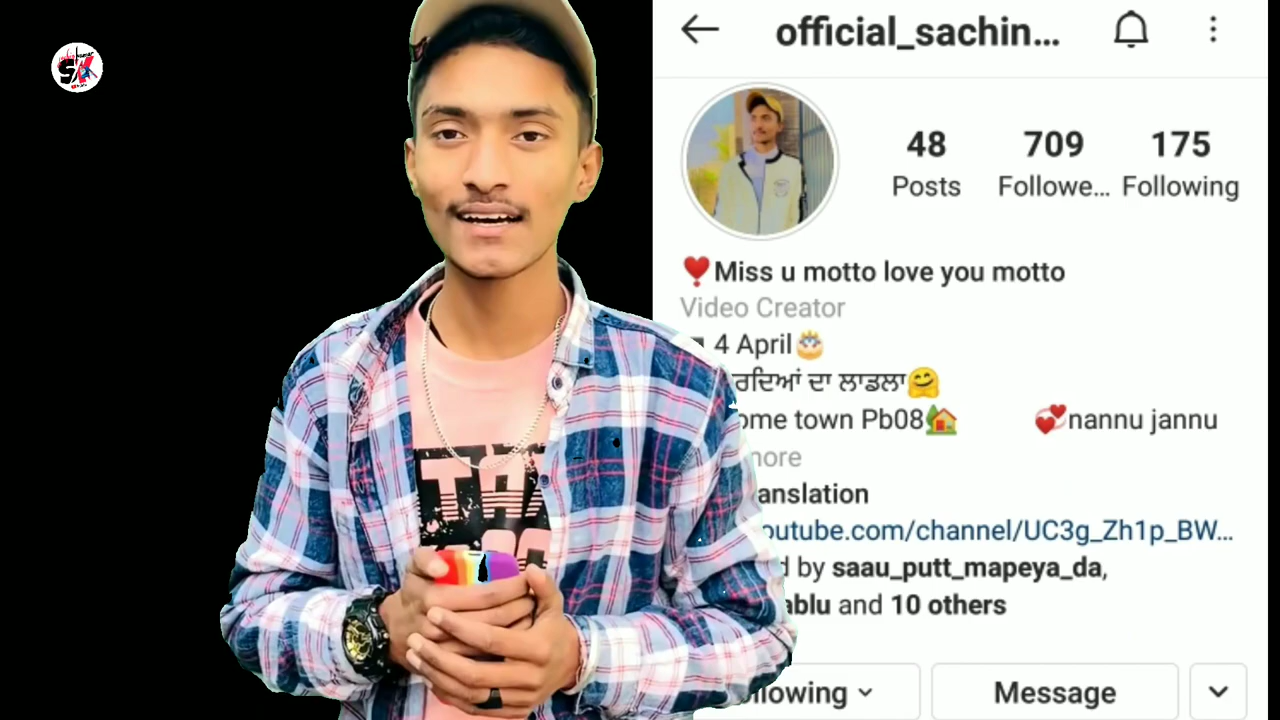 official_sachin...
48 709 175
Posts Followe... Following
Miss u motto love you motto
Video Creator
4 April
ਰਦਿਆਂ ਦਾ ਲਾਡਲਾ
ome town Pb08 nannu jannu
more
anslation
outube.com/channel/UC3g_Zh1p_BW...
d by saau_putt_mapeya_da,
ablu and 10 others
llowing Message